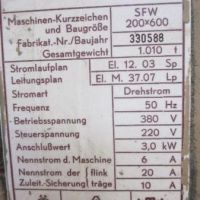 Maschinen-Kurzzeichen und Baugröße SFW 200×600
Fabrikat.-Nr./Baujahr 330588
Gesamtgewicht 1.010 t
Stromlaufplan El. 12. 03 Sp
Leitungsplan El. M. 37.07 Lp
Stromart Drehstrom
Frequenz 50 Hz
Betriebsspannung 380 V
Steuerspannung 220 V
Anschlußwert 3,0 kW
Nennstrom d. Maschine 6 A
Nennstrom der flink 20 A
Zuleit.-Sicherung träge 10 A